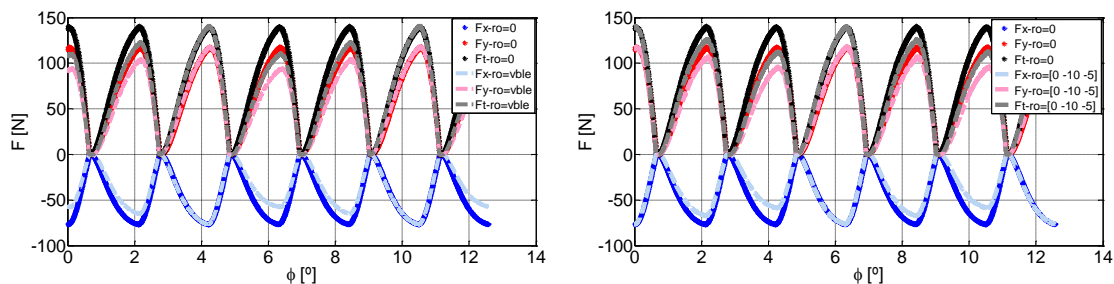 150
100
50
0
-50
-100
F [N]
0 2 4 6 8 10 12 14
ϕ [º]
Fx-ro=0
Fy-ro=0
Ft-ro=0
Fx-ro=vble
Fy-ro=vble
Ft-ro=vble
150
100
50
0
-50
-100
F [N]
0 2 4 6 8 10 12 14
ϕ [º]
Fx-ro=0
Fy-ro=0
Ft-ro=0
Fx-ro=[0 -10 -5]
Fy-ro=[0 -10 -5]
Ft-ro=[0 -10 -5]